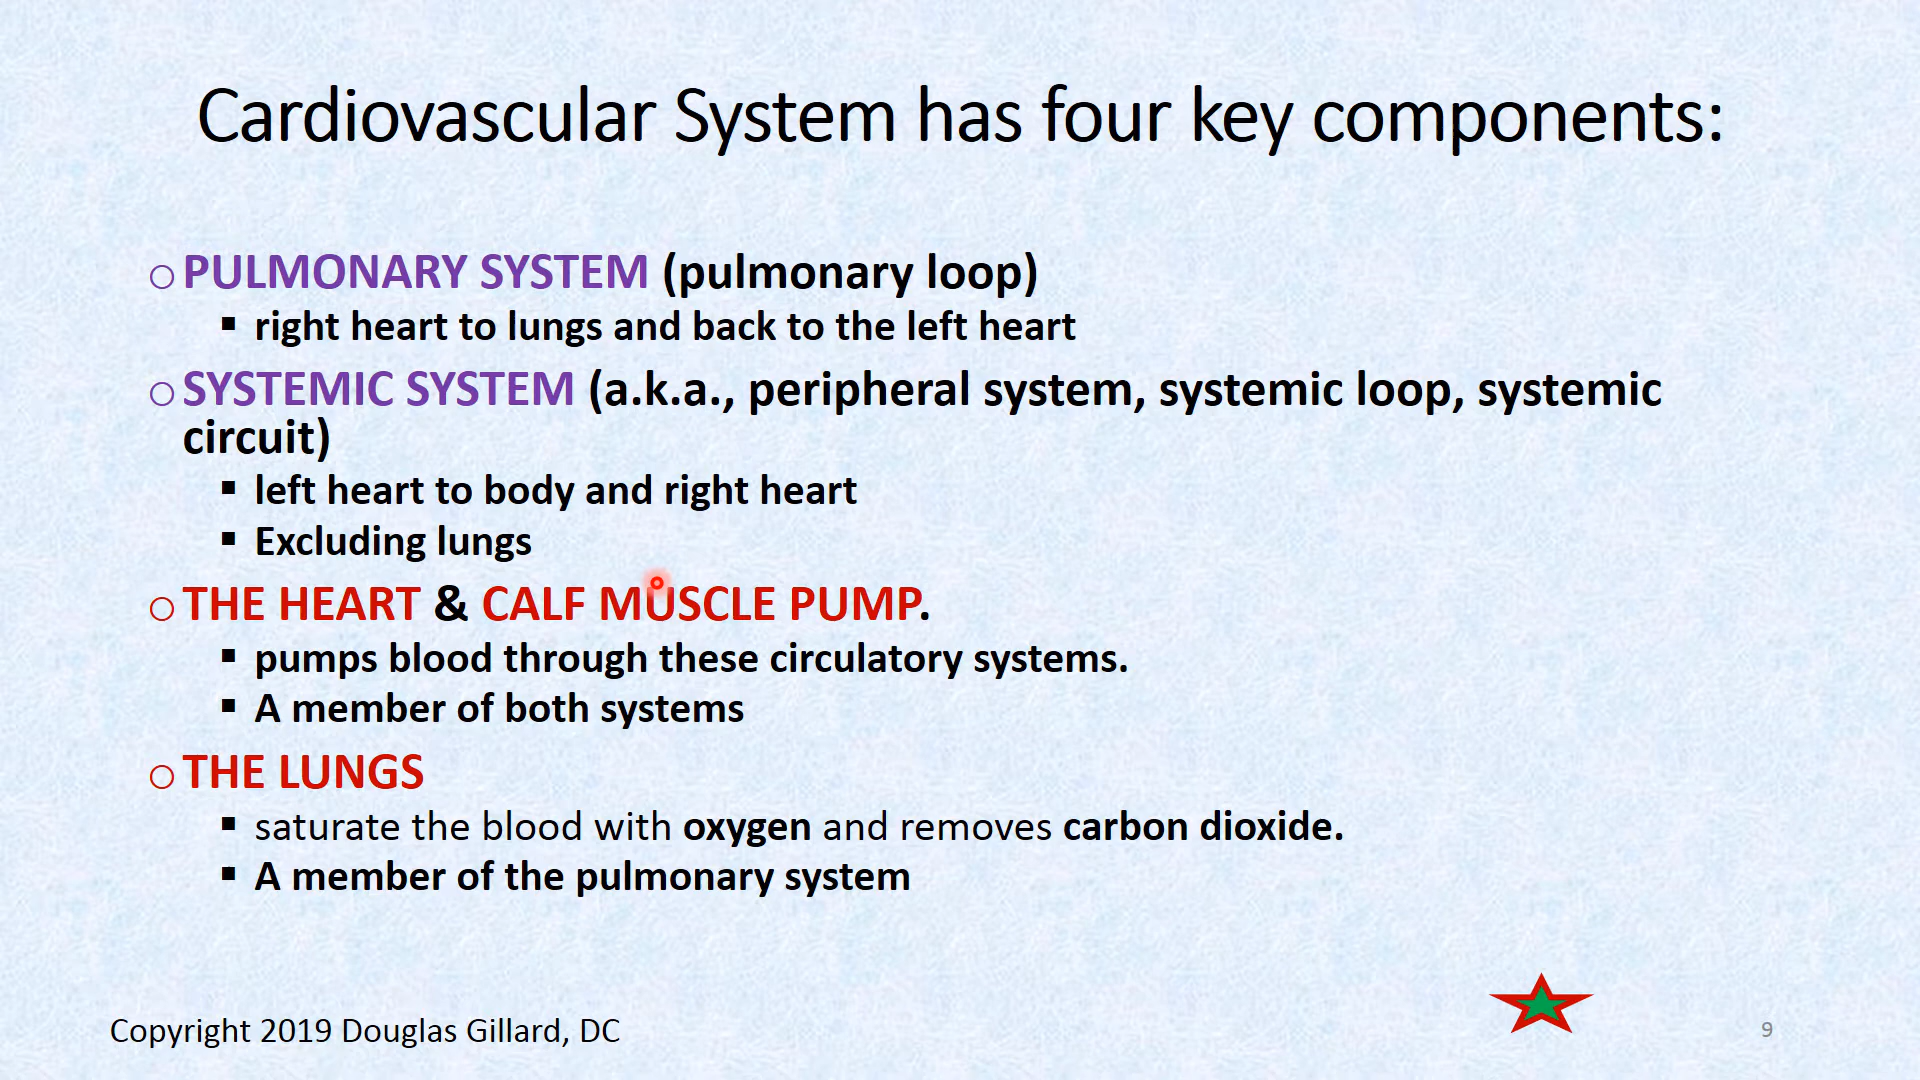 Cardiovascular System has four key components:
PULMONARY SYSTEM (pulmonary loop)
right heart to lungs and back to the left heart
SYSTEMIC SYSTEM (a.k.a., peripheral system, systemic loop, systemic
circuit)
left heart to body and right heart
Excluding lungs
THE HEART & CALF MUSCLE PUMP.
pumps blood through these circulatory systems.
A member of both systems
THE LUNGS
saturate the blood with oxygen and removes carbon dioxide.
A member of the pulmonary system
Copyright 2019 Douglas Gillard, DC
9